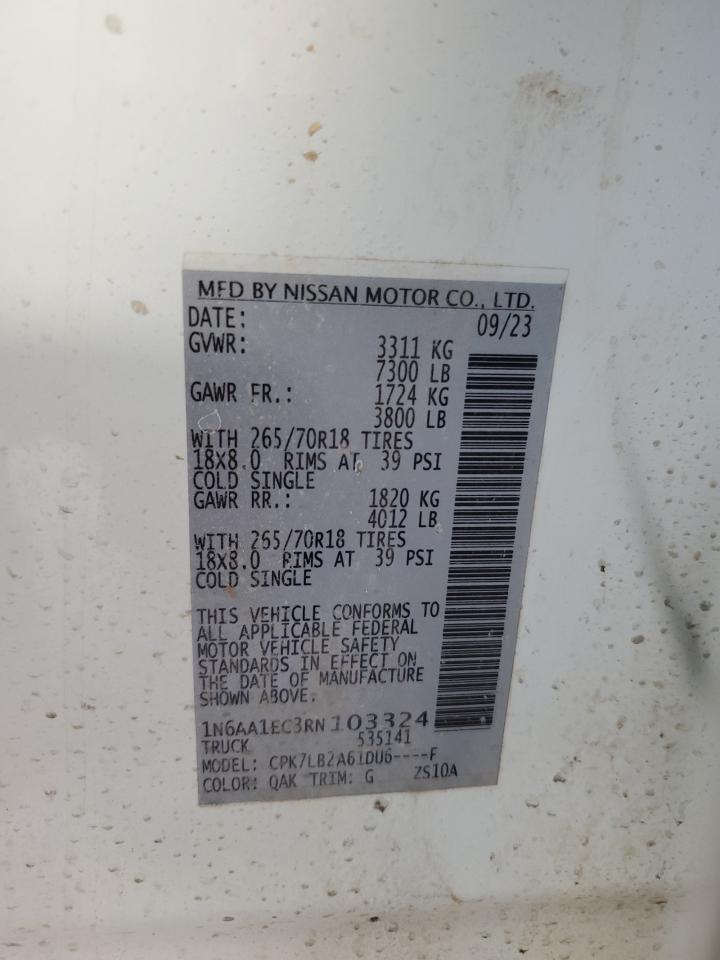 MFD BY NISSAN MOTOR CO., LTD.
DATE: 09/23
GVWR: 3311 KG
7300 LB
GAWR FR.: 1724 KG
3800 LB
WITH 265/70R18 TIRES
18X8.0 RIMS AT 39 PSI
COLD SINGLE
GAWR RR.: 1820 KG
4012 LB
WITH 265/70R18 TIRES
18X8.0 RIMS AT 39 PSI
COLD SINGLE
THIS VEHICLE CONFORMS TO
ALL APPLICABLE FEDERAL
MOTOR VEHICLE SAFETY
STANDARDS IN EFFECT ON
THE DATE OF MANUFACTURE
SHOWN ABOVE.
1N6AA1EC3RN103324
TRUCK 535141
MODEL: CPK7LB2A61DU6----F
COLOR: QAK TRIM: G ZS10A